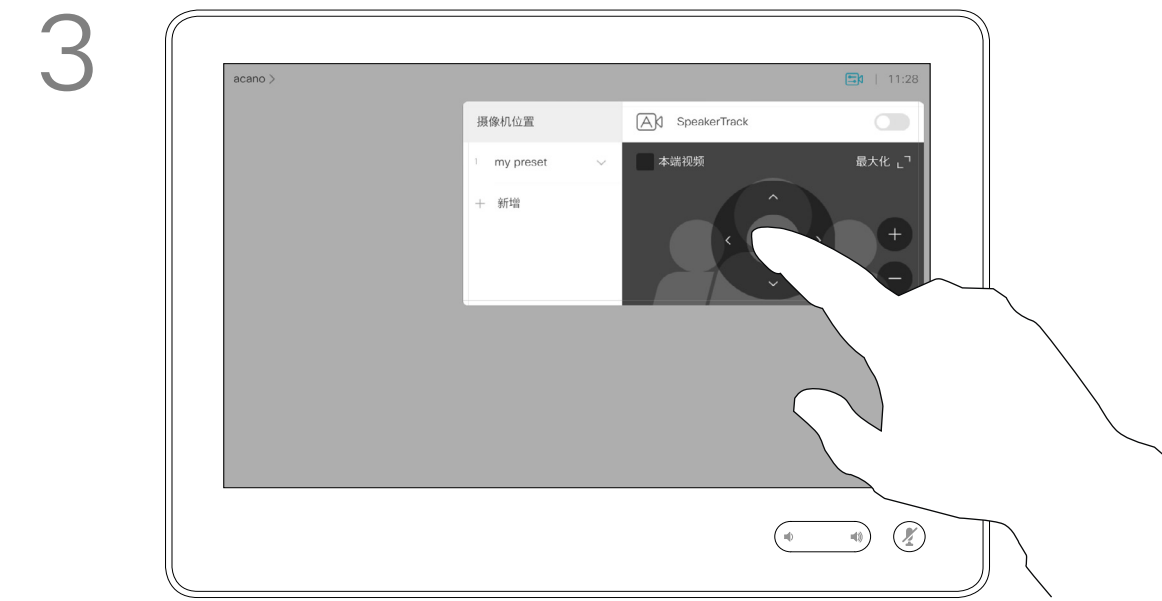 3
acano >
11:28
摄像机位置
SpeakerTrack
1 my preset
本端视频
最大化
+ 新增